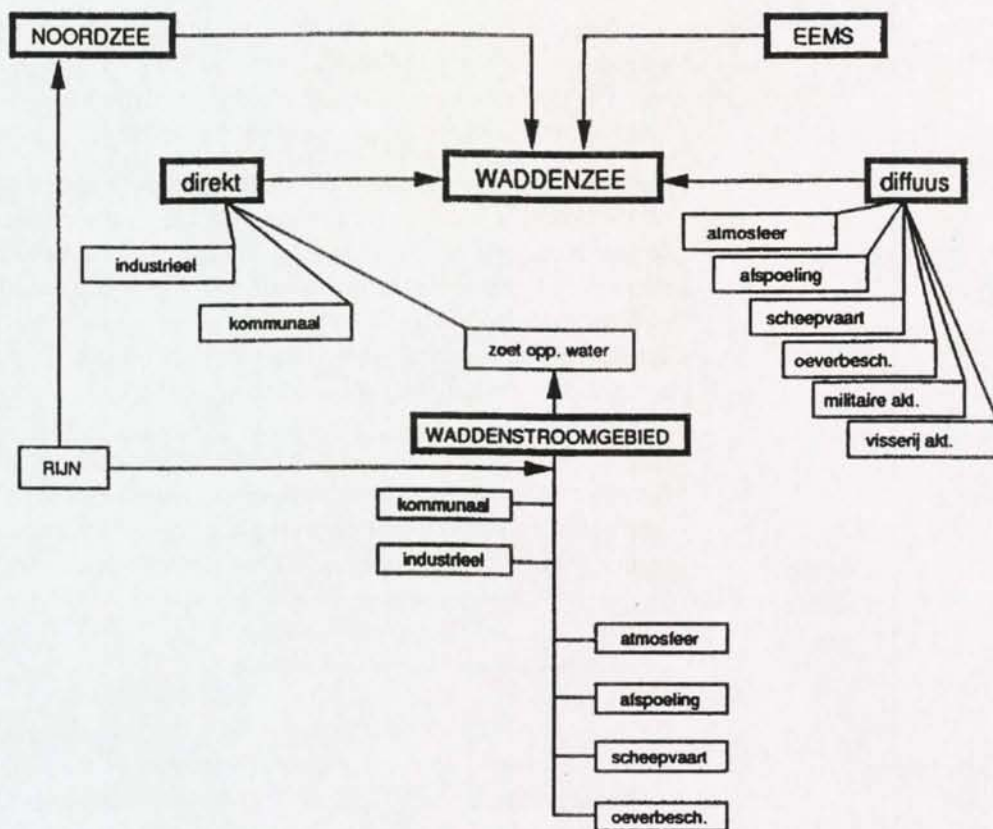 NOORDZEE
EEMS
direkt
WADDENZEE
diffuus
atmosfeer
industrieel
afspoeling
kommunaal
scheepvaart
zoet opp. water
oeverbesch.
militaire akt.
WADDENSTROOMGEBIED
visserij akt.
RIJN
kommunaal
industrieel
atmosfeer
afspoeling
scheepvaart
oeverbesch.